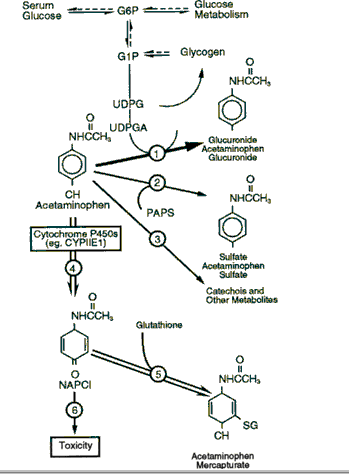 Serum
Glucose
G6P
Glucose
Metabolism
G1P
Glycogen
UDPG
UDPGA
O
NHCCH3
CH
Acetaminophen
1
O
NHCCH3
Glucuronide
Acetaminophen
Glucuronide
2
PAPS
3
O
NHCCH3
Sulfate
Acetaminophen
Sulfate
Catechols and
Other Metabolites
Cytochrome P450s
(eg. CYPIIE1)
4
O
NHCCH3
O
NAPCI
Glutathione
5
6
Toxicity
O
NHCCH3
SG
CH
Acetaminophen
Mercapturate